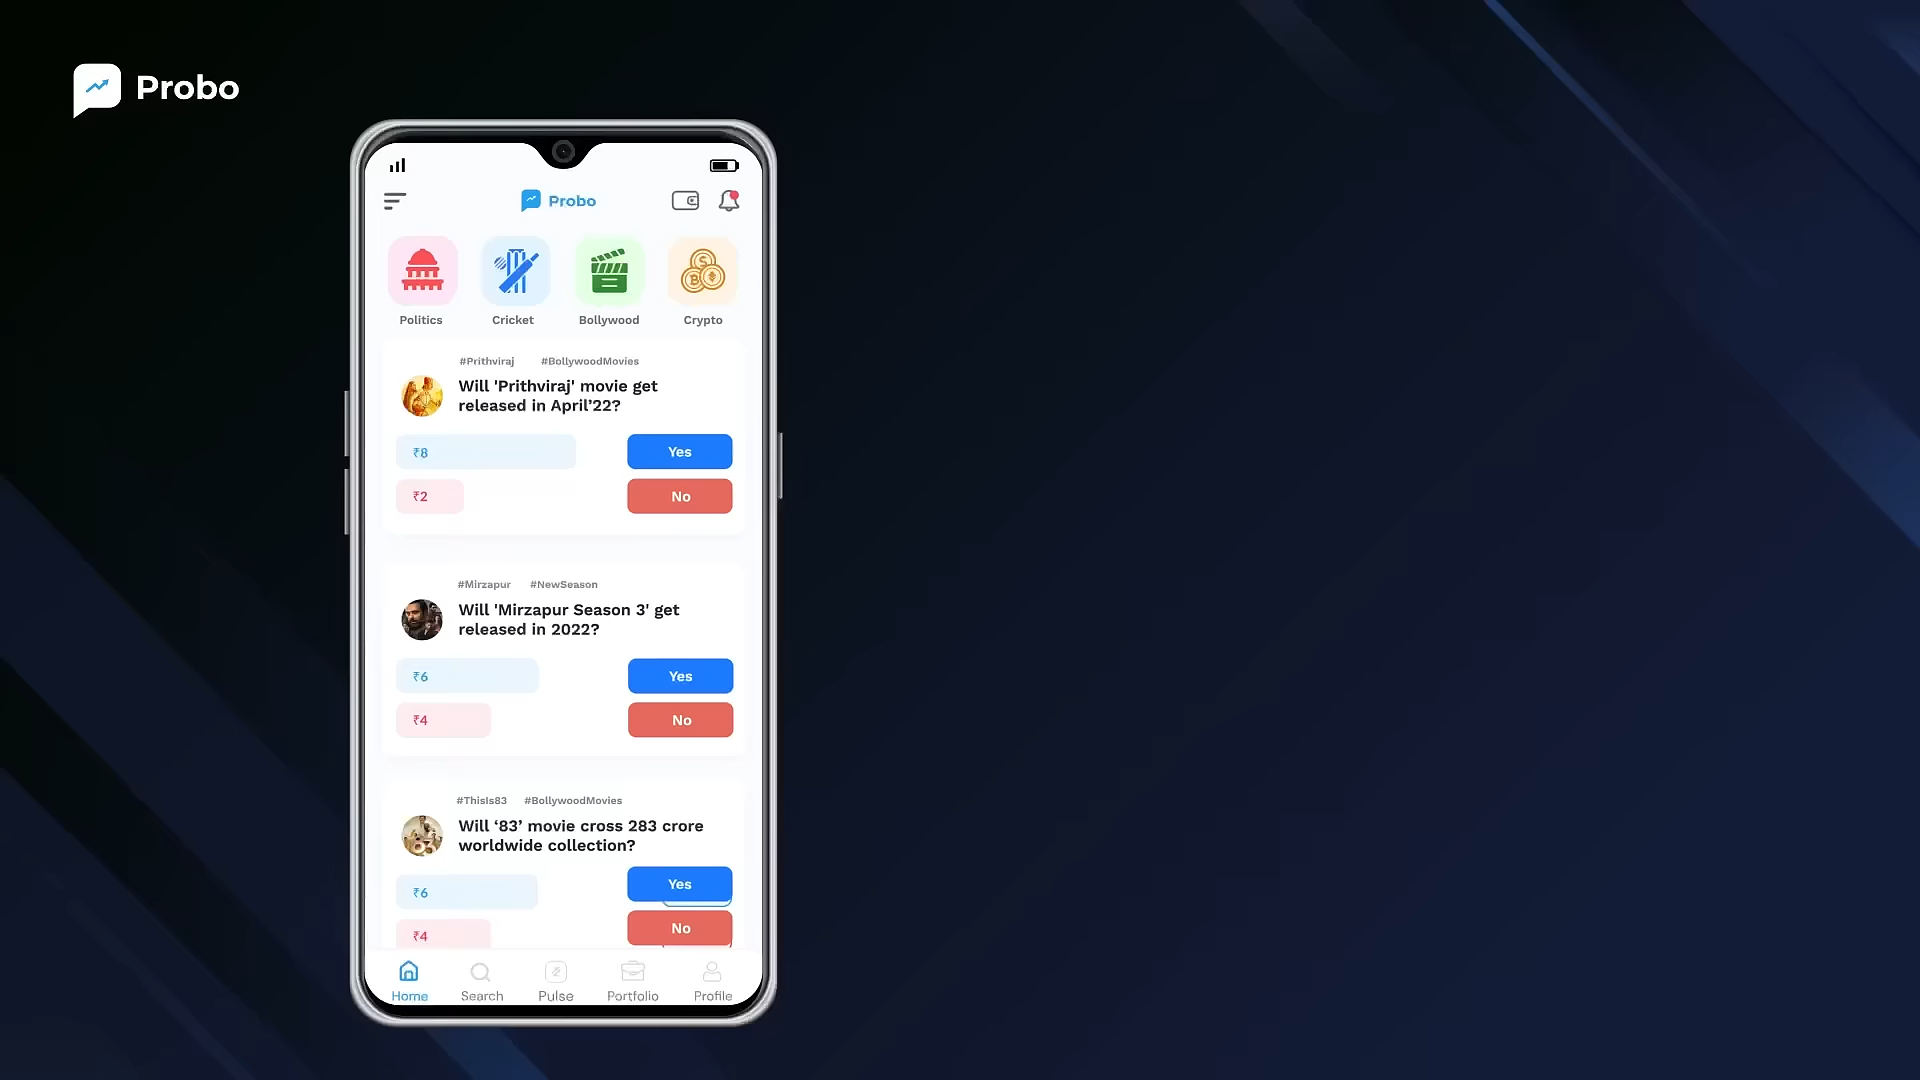 Probo
Probo
Politics
Cricket
Bollywood
Crypto
#Prithviraj #BollywoodMovies
Will 'Prithviraj' movie get
released in April’22?
₹8
Yes
₹2
No
#Mirzapur #NewSeason
Will 'Mirzapur Season 3' get
released in 2022?
₹6
Yes
₹4
No
#ThisIs83 #BollywoodMovies
Will ‘83’ movie cross 283 crore
worldwide collection?
₹6
Yes
₹4
No
Home
Search
Pulse
Portfolio
Profile